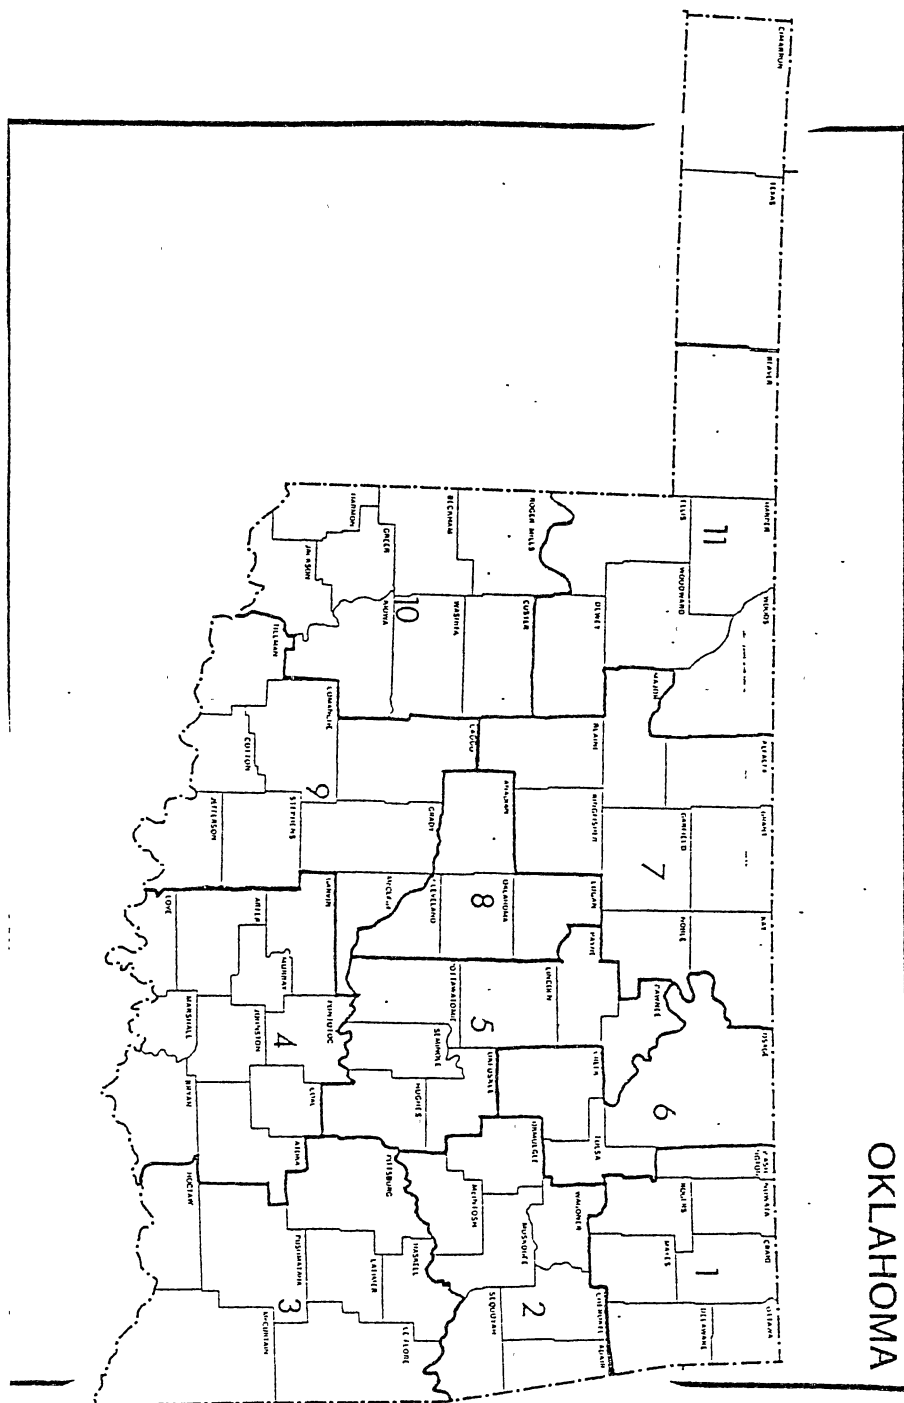 OKLAHOMA
CIMARRON
TEXAS
BEAVER
HARPER
WOODS
ALFALFA
GRANT
KAY
OSAGE
NOWATA
CRAIG
OTTAWA
ELLIS
WOODWARD
MAJOR
GARFIELD
NOBLE
PAWNEE
ROGERS
MAYES
DELAWARE
11
7
6
1
ROGER MILLS
DEWEY
BLAINE
KINGFISHER
LOGAN
PAYNE
CREEK
TULSA
WAGONER
CHEROKEE
ADAIR
BECKHAM
CUSTER
WASHITA
CADDO
CANADIAN
OKLAHOMA
LINCOLN
OKFUSKEE
OKMULGEE
MUSKOGEE
SEQUOYAH
10
8
5
2
GREER
KIOWA
GRADY
CLEVELAND
MCCLAIN
POTTAWATOMIE
SEMINOLE
HUGHES
MCINTOSH
HASKELL
HARMON
JACKSON
COMANCHE
GARVIN
PONTOTOC
PITTSBURG
LATIMER
LE FLORE
9
4
3
TILLMAN
COTTON
STEPHENS
MURRAY
COAL
ATOKA
PUSHMATAHA
MCCURTAIN
JEFFERSON
CARTER
JOHNSTON
LOVE
MARSHALL
BRYAN
CHOCTAW